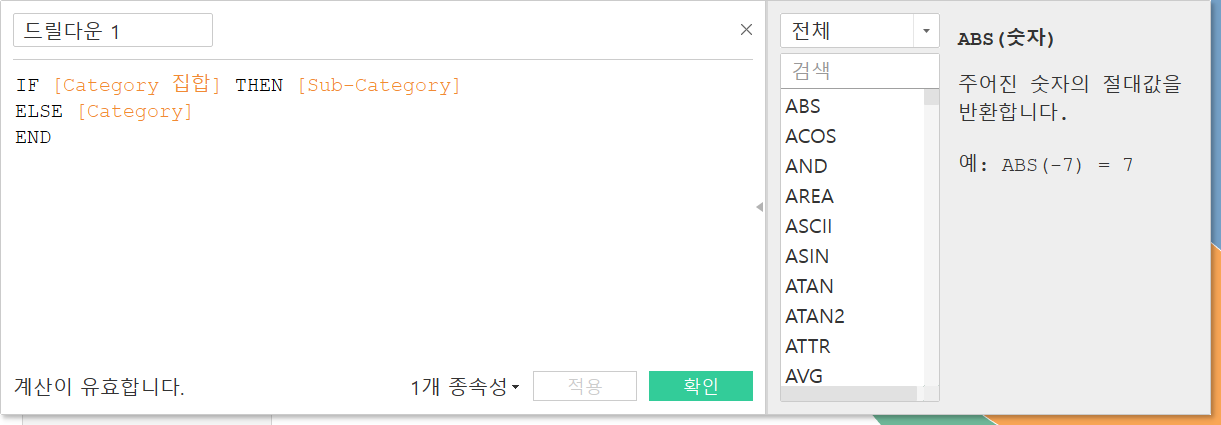 드릴다운 1
IF [Category 집합] THEN [Sub-Category]
ELSE [Category]
END
계산이 유효합니다.
1개 종속성
적용
확인
전체
검색
ABS
ACOS
AND
AREA
ASCII
ASIN
ATAN
ATAN2
ATTR
AVG
ABS(숫자)
주어진 숫자의 절대값을
반환합니다.
예: ABS(-7) = 7